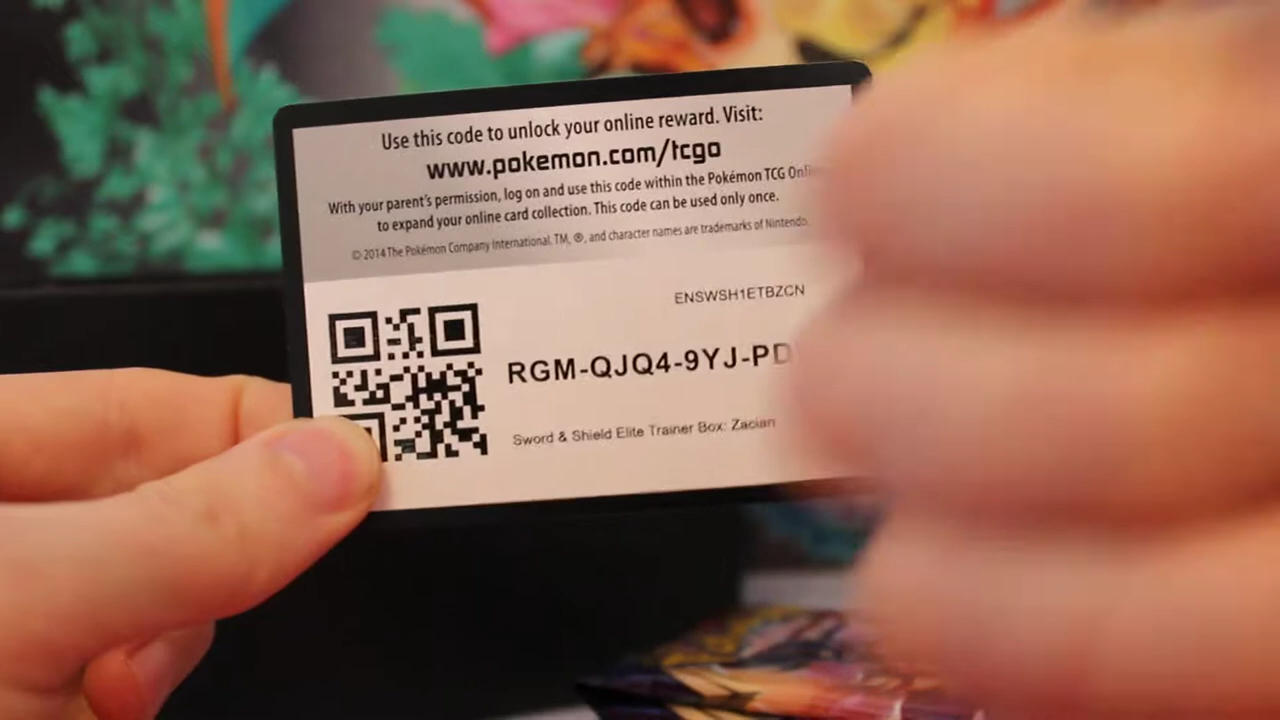 Use this code to unlock your online reward. Visit:
www.pokemon.com/tcgo
With your parent's permission, log on and use this code within the Pokémon TCG
to expand your online card collection. This code can be used only once.
© 2014 The Pokémon Company International. TM, ®, and character names are trademarks of Nintendo.
ENSWSH1ETBZCN
RGM-QJQ4-9YJ-PD
Sword & Shield Elite Trainer Box: Zacian